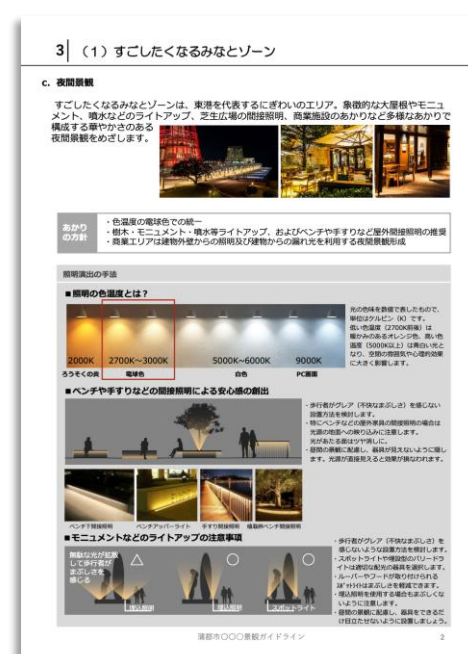 3 （1）すごしたくなるみなとゾーン
c. 夜間景観
すごしたくなるみなとゾーンは、東港を代表するにぎわいのエリア。象徴的な大屋根やモニュ
メント、噴水などのライトアップ、芝生広場の間接照明、商業施設のあかりなど多様なあかりで
構成する華やかさのある
夜間景観をめざします。
あかり
の方針
・色温度の電球色での統一
・樹木・モニュメント・噴水等ライトアップ、およびベンチや手すりなど屋外間接照明の推奨
・商業エリアは建物外壁からの照明及び建物からの漏れ光を利用する夜間景観形成
照明演出の手法
■照明の色温度とは？
2000K 2700K～3000K 5000K～6000K 9000K
ろうそくの炎 電球色 白色 PC画面
光の色味を数値で表したもので、
単位はケルビン（K）です。
低い色温度（2700K前後）は
暖かみのあるオレンジ色、高い色
温度（5000K以上）は青白い光と
なり、空間の雰囲気や心理的効果
に大きく影響します。
■ベンチや手すりなどの間接照明による安心感の創出
・歩行者がグレア（不快なまぶしさ）を感じない
設置方法を検討します。
・特にベンチなどの屋外家具の間接照明の場合は
光源の地面への映り込みに注意します。
光があたる面はツヤ消しに。
・昼間の景観に配慮し、器具が見えないように隠し
ます。光源が直接見えると効果が損なわれます。
ベンチ下間接照明 ベンチアッパーライト 手すり間接照明 植栽桝ベンチ間接照明
■モニュメントなどのライトアップの注意事項
無駄な光が拡散
して歩行者が
まぶしさを
感じる
△ ○ ○
埋込照明 埋込照明 スポットライト
・歩行者がグレア（不快なまぶしさ）を
感じないような設置方法を検討します。
・スポットライトや埋設型のバリードラ
イトは適切な配光の器具を選択します。
・ルーバーやフードが取り付けられる
ｽﾎﾟｯﾄﾗｲﾄはまぶしさを軽減できます。
・埋込照明を使用する場合もまぶしくな
いように注意します。
・昼間の景観に配慮し、器具をできるだ
け目立たせないように設置しましょう。
蒲郡市○○○景観ガイドライン 2